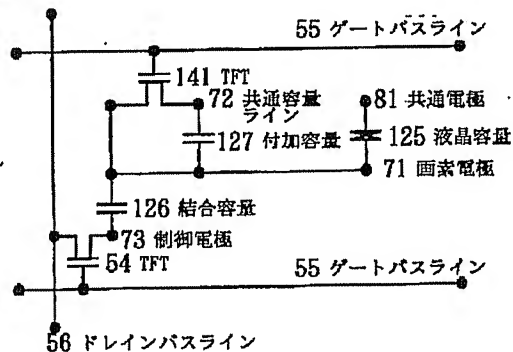 55 ゲートバスライン
141 TFT
72 共通容量
ライン
81 共通電極
127 付加容量
125 液晶容量
71 画素電極
126 結合容量
73 制御電極
54 TFT
55 ゲートバスライン
56 ドレインバスライン